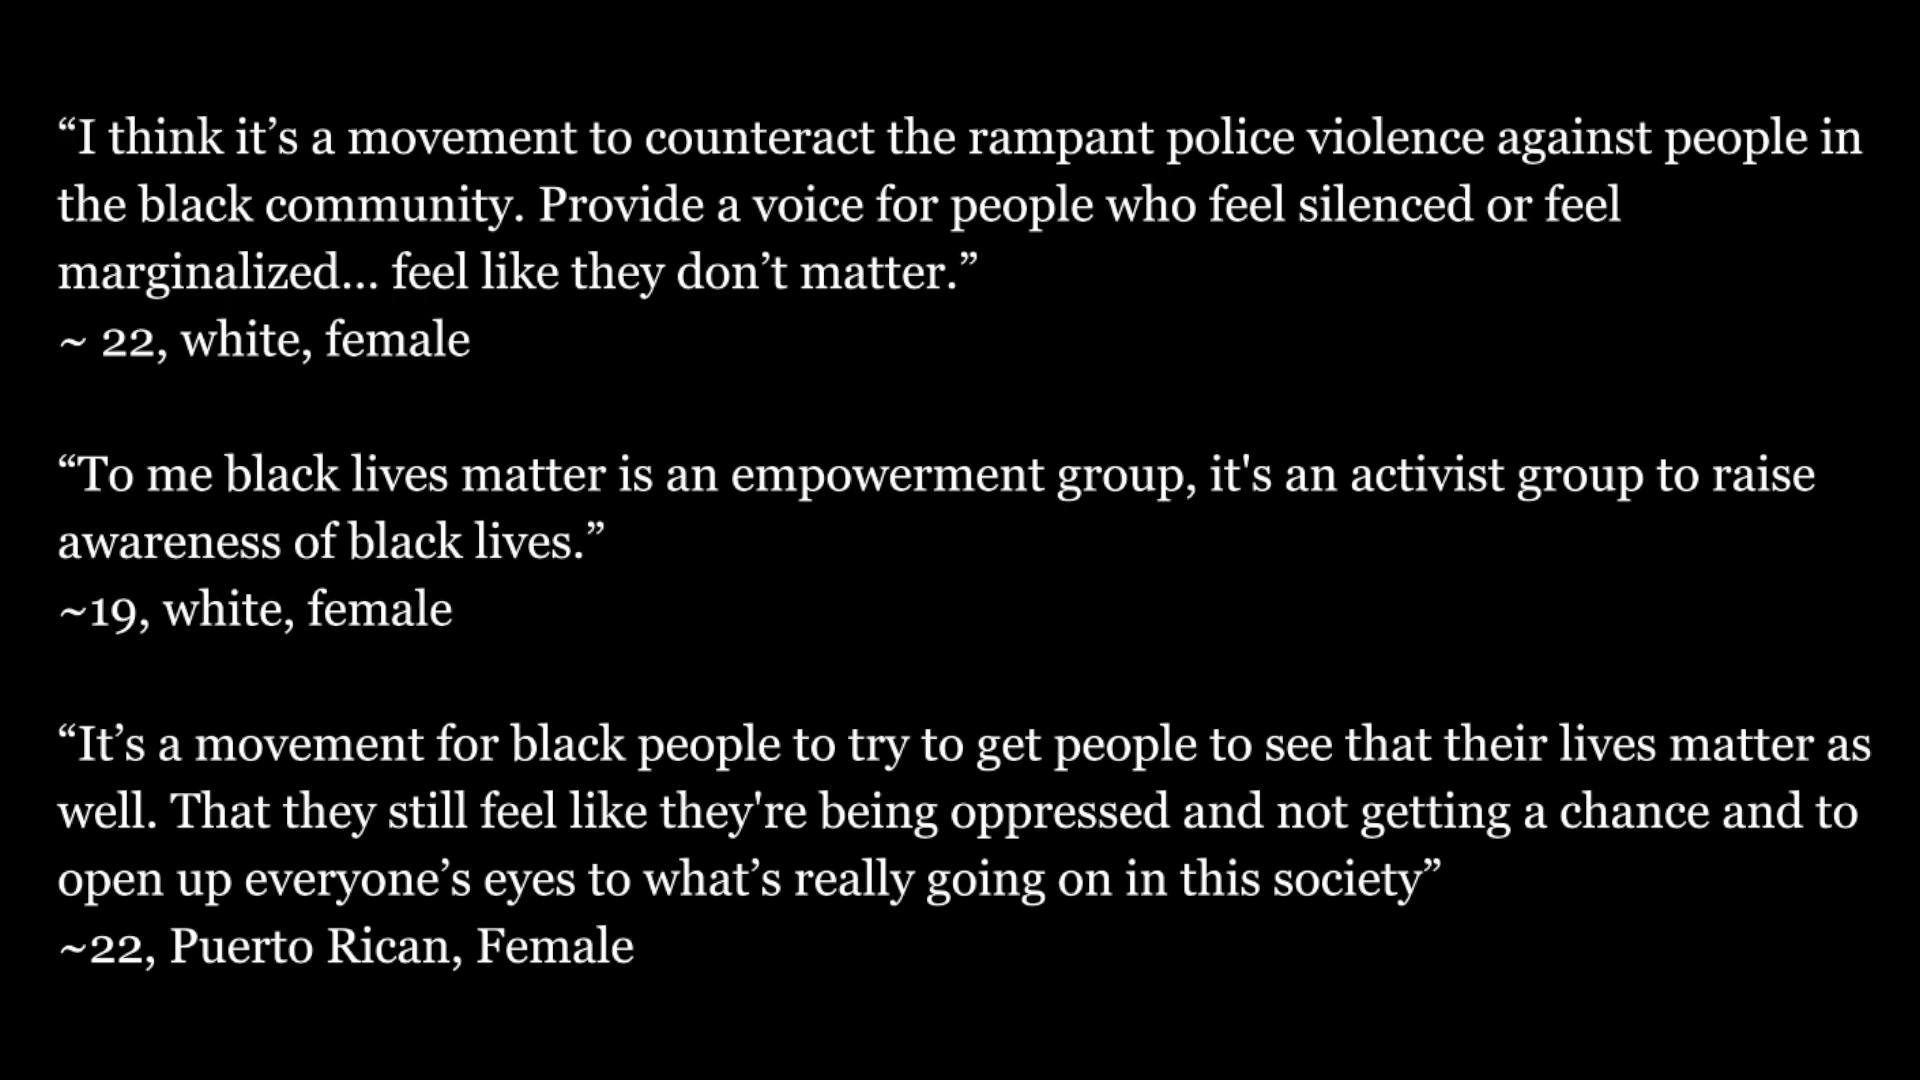 “I think it’s a movement to counteract the rampant police violence against people in
the black community. Provide a voice for people who feel silenced or feel
marginalized... feel like they don’t matter.”
~ 22, white, female
“To me black lives matter is an empowerment group, it's an activist group to raise
awareness of black lives.”
~19, white, female
“It’s a movement for black people to try to get people to see that their lives matter as
well. That they still feel like they're being oppressed and not getting a chance and to
open up everyone’s eyes to what’s really going on in this society”
~22, Puerto Rican, Female